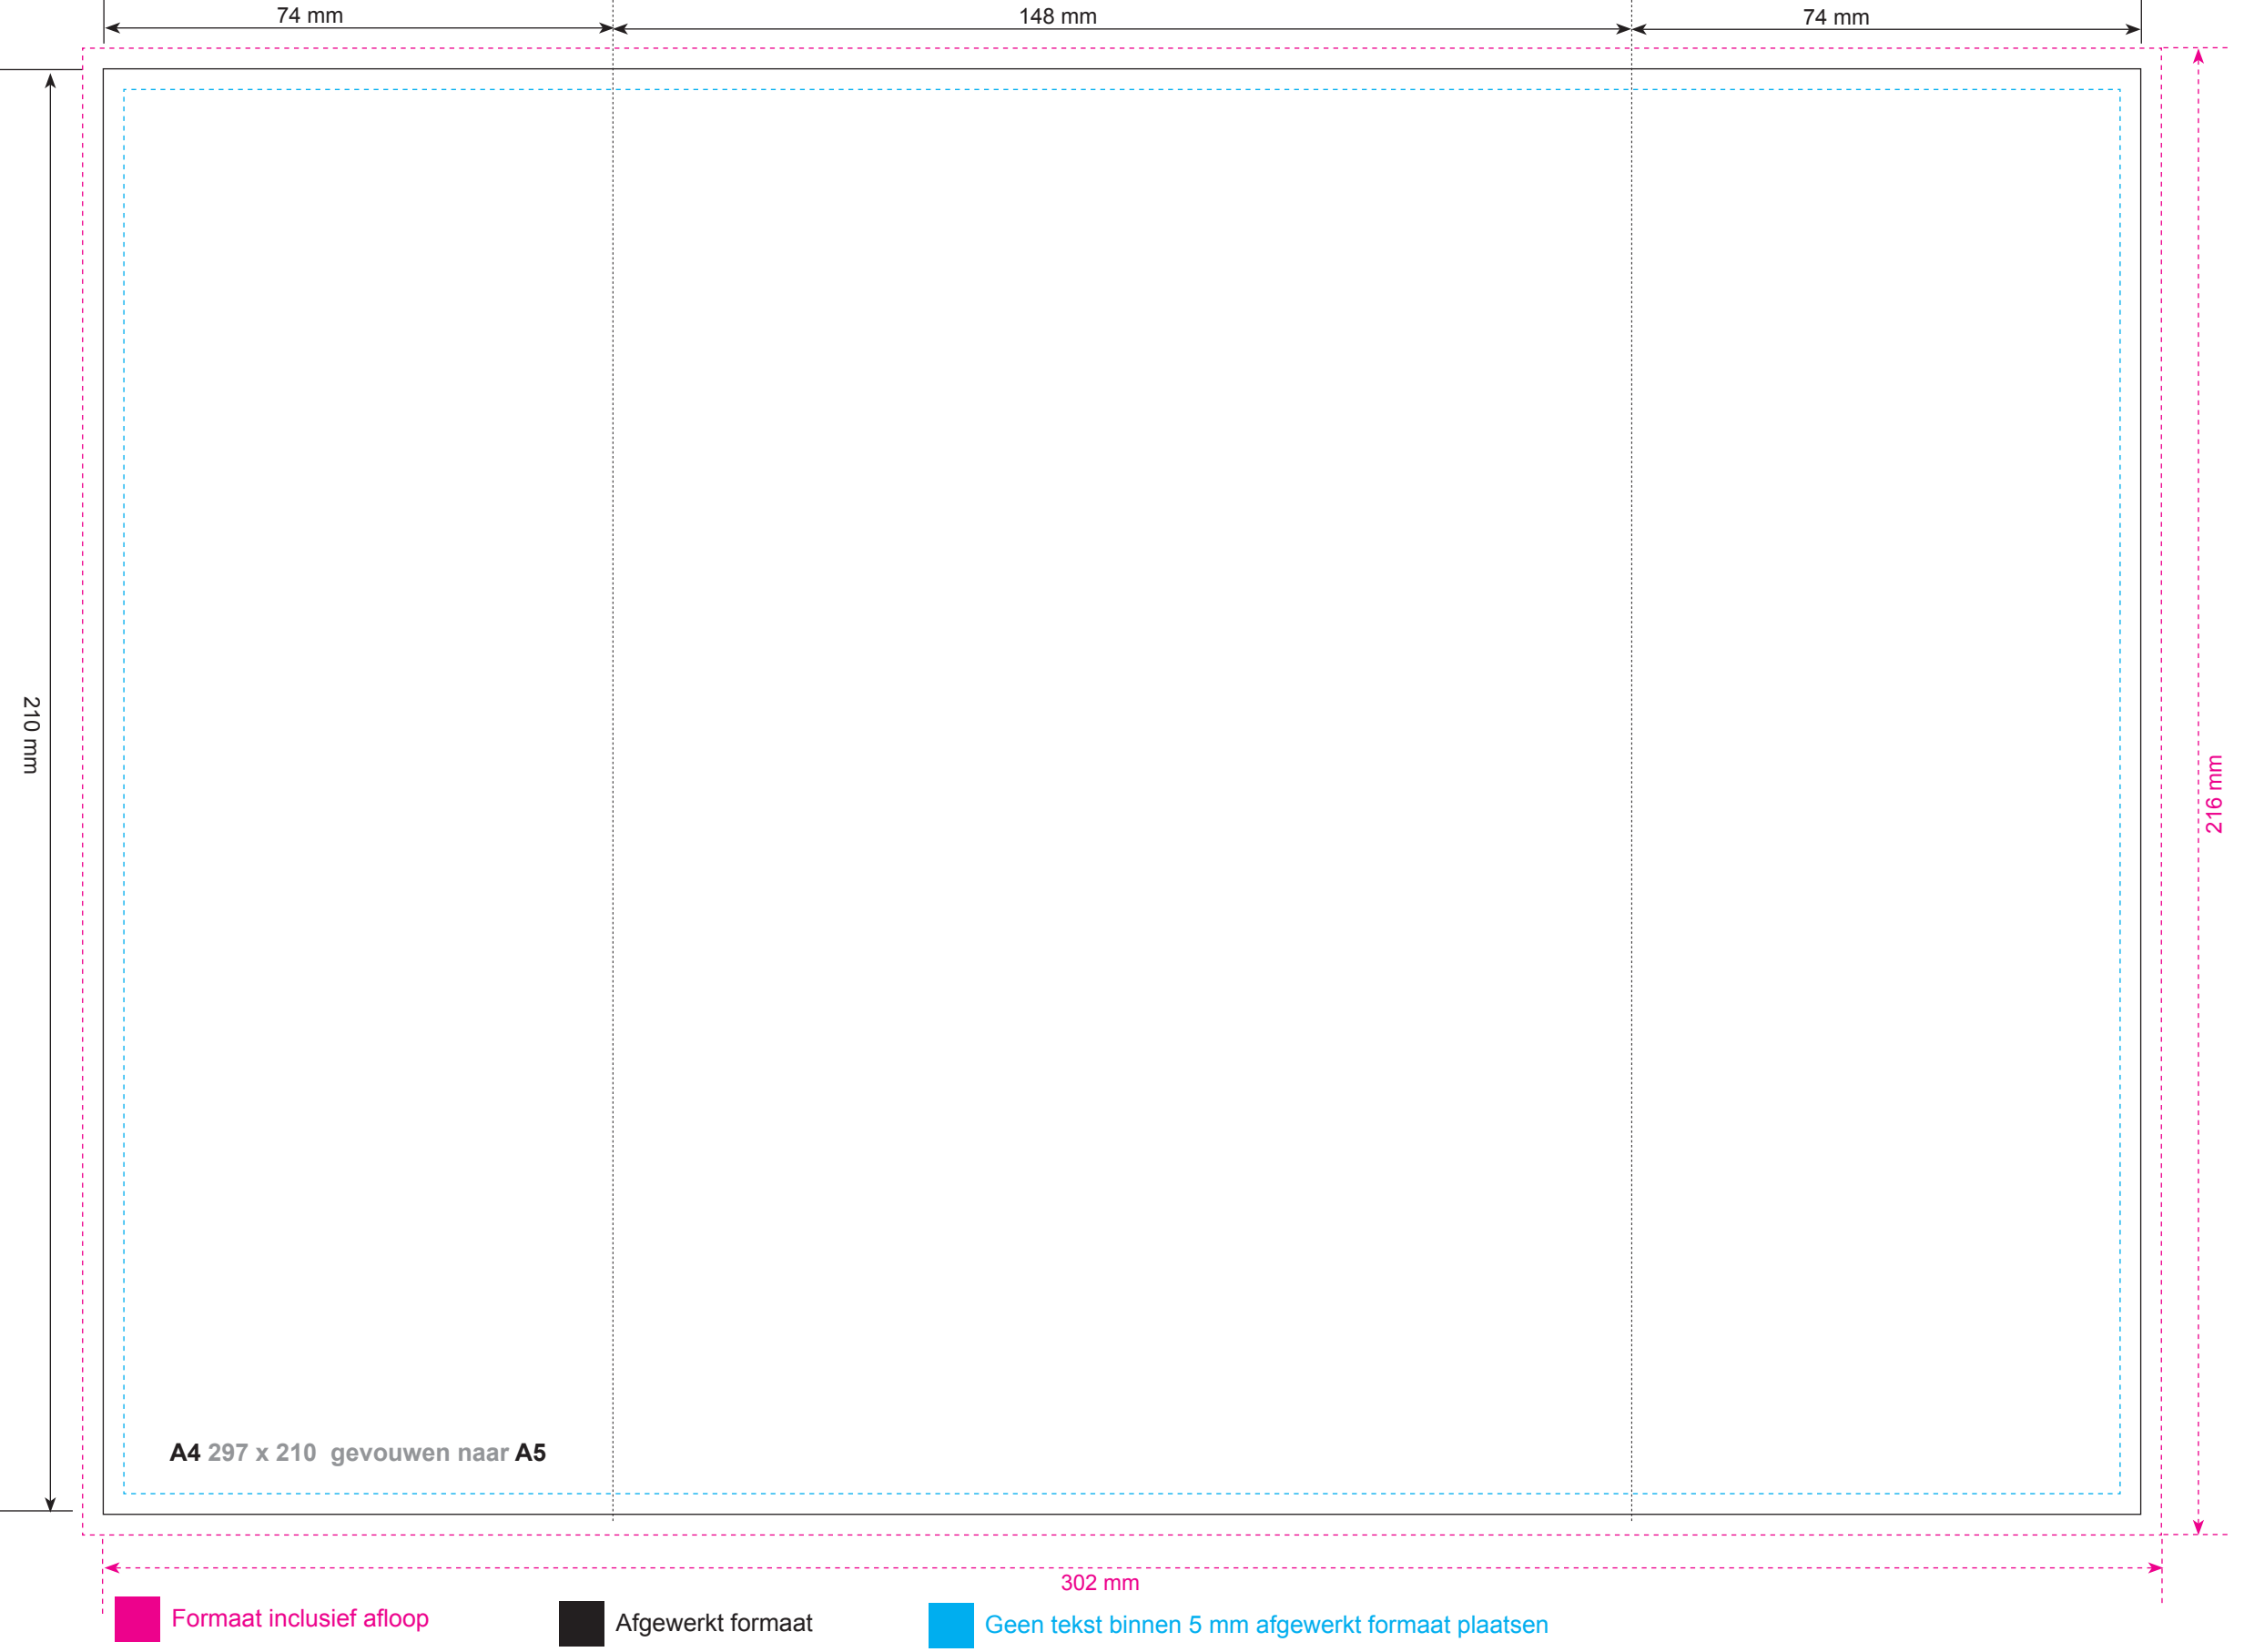 74 mm
148 mm
74 mm
210 mm
216 mm
A4 297 x 210  gevouwen naar A5
302 mm
Formaat inclusief afloop
Afgewerkt formaat
Geen tekst binnen 5 mm afgewerkt formaat plaatsen